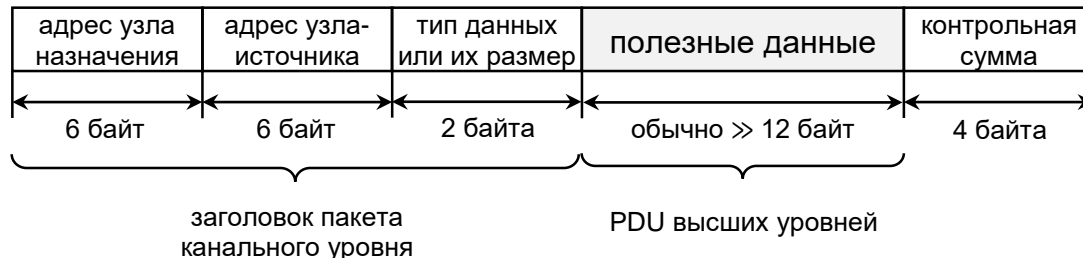 адрес узла
назначения
адрес узла-
источника
тип данных
или их размер
полезные данные
контрольная
сумма
6 байт
6 байт
2 байта
обычно ≫ 12 байт
4 байта
заголовок пакета
канального уровня
PDU высших уровней